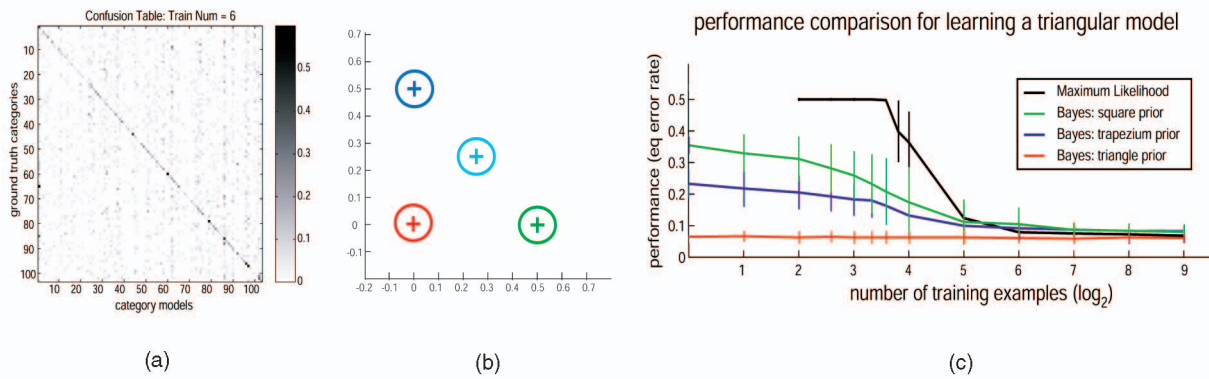 Confusion Table: Train Num = 6
ground truth categories
10
20
30
40
50
60
70
80
90
100
10 20 30 40 50 60 70 80 90 100
category models
0.5
0.4
0.3
0.2
0.1
0
(a)
0.7
0.6
0.5
0.4
0.3
0.2
0.1
0
0.1
-0.2 -0.1 0 0.1 0.2 0.3 0.4 0.5 0.6 0.7
(b)
performance comparison for learning a triangular model
performance (eq error rate)
0.5
0.4
0.3
0.2
0.1
0
Maximum Likelihood
Bayes: square prior
Bayes: trapezium prior
Bayes: triangle prior
1 2 3 4 5 6 7 8 9
number of training examples (log2)
(c)